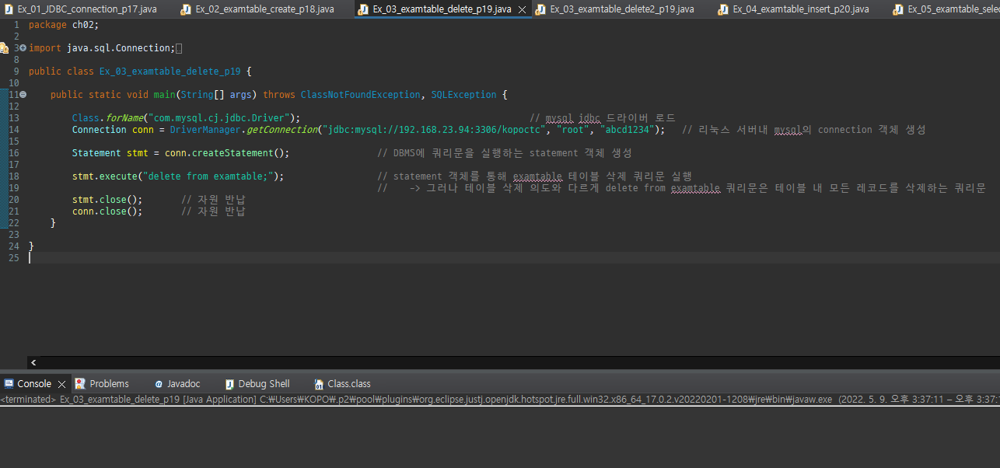 Ex_01_JDBC_connection_p17.java Ex_02_examtable_create_p18.java Ex_03_examtable_delete_p19.java Ex_03_examtable_delete2_p19.java Ex_04_examtable_insert_p20.java Ex_05_examtable_selec
1 package ch02;
2
3 import java.sql.Connection;
8
9 public class Ex_03_examtable_delete_p19 {
10
11 public static void main(String[] args) throws ClassNotFoundException, SQLException {
12
13 Class.forName("com.mysql.cj.jdbc.Driver"); // mysql jdbc 드라이버 로드
14 Connection conn = DriverManager.getConnection("jdbc:mysql://192.168.23.94:3306/kopoctc", "root", "abcd1234"); // 리눅스 서버내 mysql의 connection 객체 생성
15
16 Statement stmt = conn.createStatement(); // DBMS에 쿼리문을 실행하는 statement 객체 생성
17
18 stmt.execute("delete from examtable;"); // statement 객체를 통해 examtable 테이블 삭제 쿼리문 실행
19 // -> 그러나 테이블 삭제 의도와 다르게 delete from examtable 쿼리문은 테이블 내 모든 레코드를 삭제하는 쿼리문
20 stmt.close(); // 자원 반납
21 conn.close(); // 자원 반납
22 }
23
24 }
25
Console Problems Javadoc Debug Shell Class.class
<terminated> Ex_03_examtable_delete_p19 [Java Application] C:₩Users₩KOPO₩.p2₩pool₩plugins₩org.eclipse.justj.openjdk.hotspot.jre.full.win32.x86_64_17.0.2.v20220201-1208₩jre₩bin₩javaw.exe (2022. 5. 9. 오후 3:37:11 – 오후 3:37:1